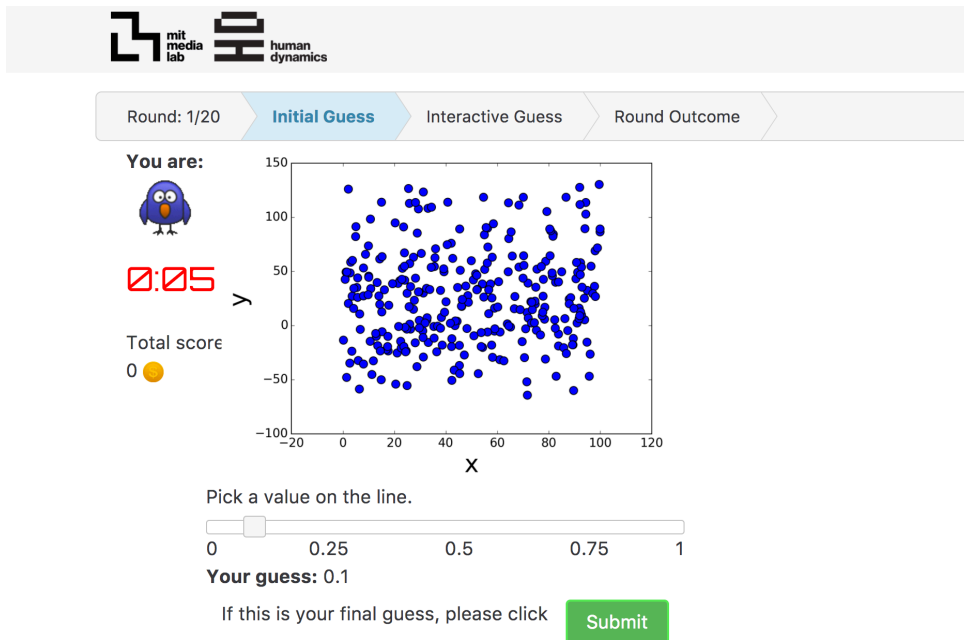 mit
media
lab
human
dynamics
Round: 1/20
Initial Guess
Interactive Guess
Round Outcome
You are:
0:05
Total score
0
150
100
50
0
−50
−100
y
−20
0
20
40
60
80
100
120
x
Pick a value on the line.
0 0.25 0.5 0.75 1
Your guess: 0.1
If this is your final guess, please click
Submit